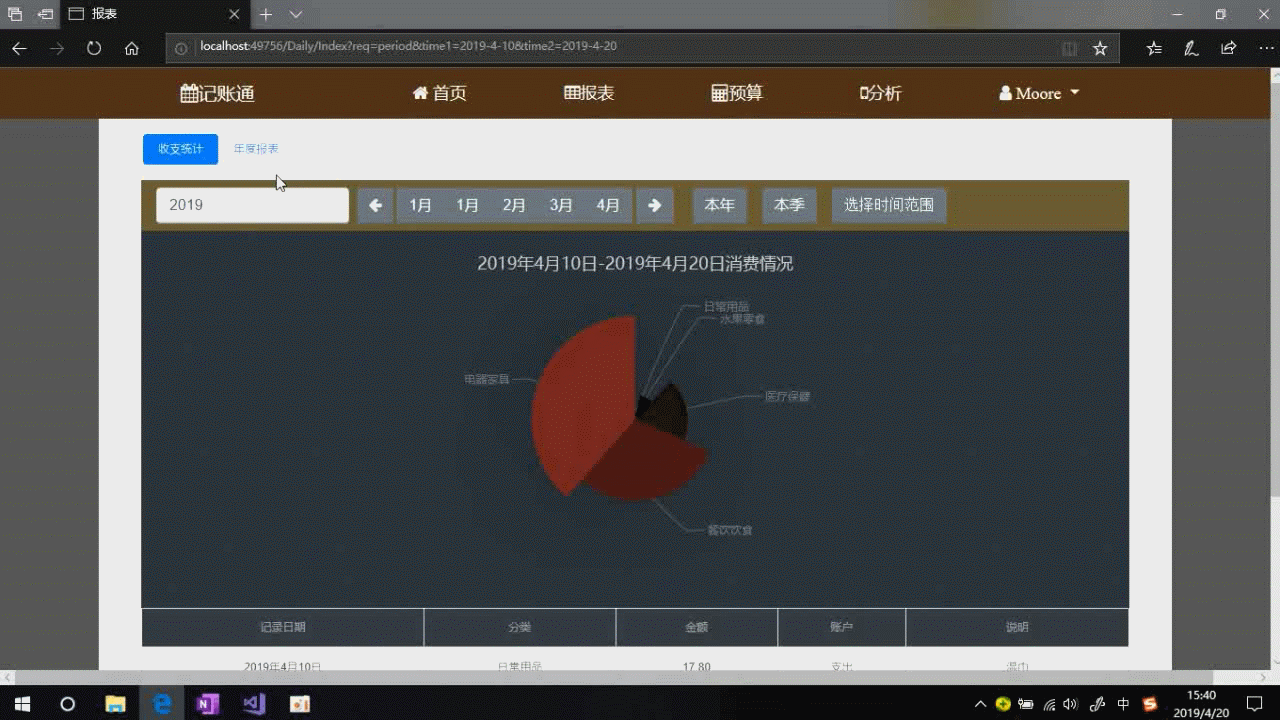 报表
localhost:49756/Daily/Index?req=period&time1=2019-4-10&time2=2019-4-20
记账通 首页 报表 预算 分析 Moore
收支统计 年度报表
2019 1月 1月 2月 3月 4月 本年 本季 选择时间范围
2019年4月10日-2019年4月20日消费情况
日常用品
水果零食
电器家具
医疗保健
餐饮饮食
记录日期 分类 金额 账户 说明
2019年4月10日 日常用品 17.80 支出
中
15:40
2019/4/20